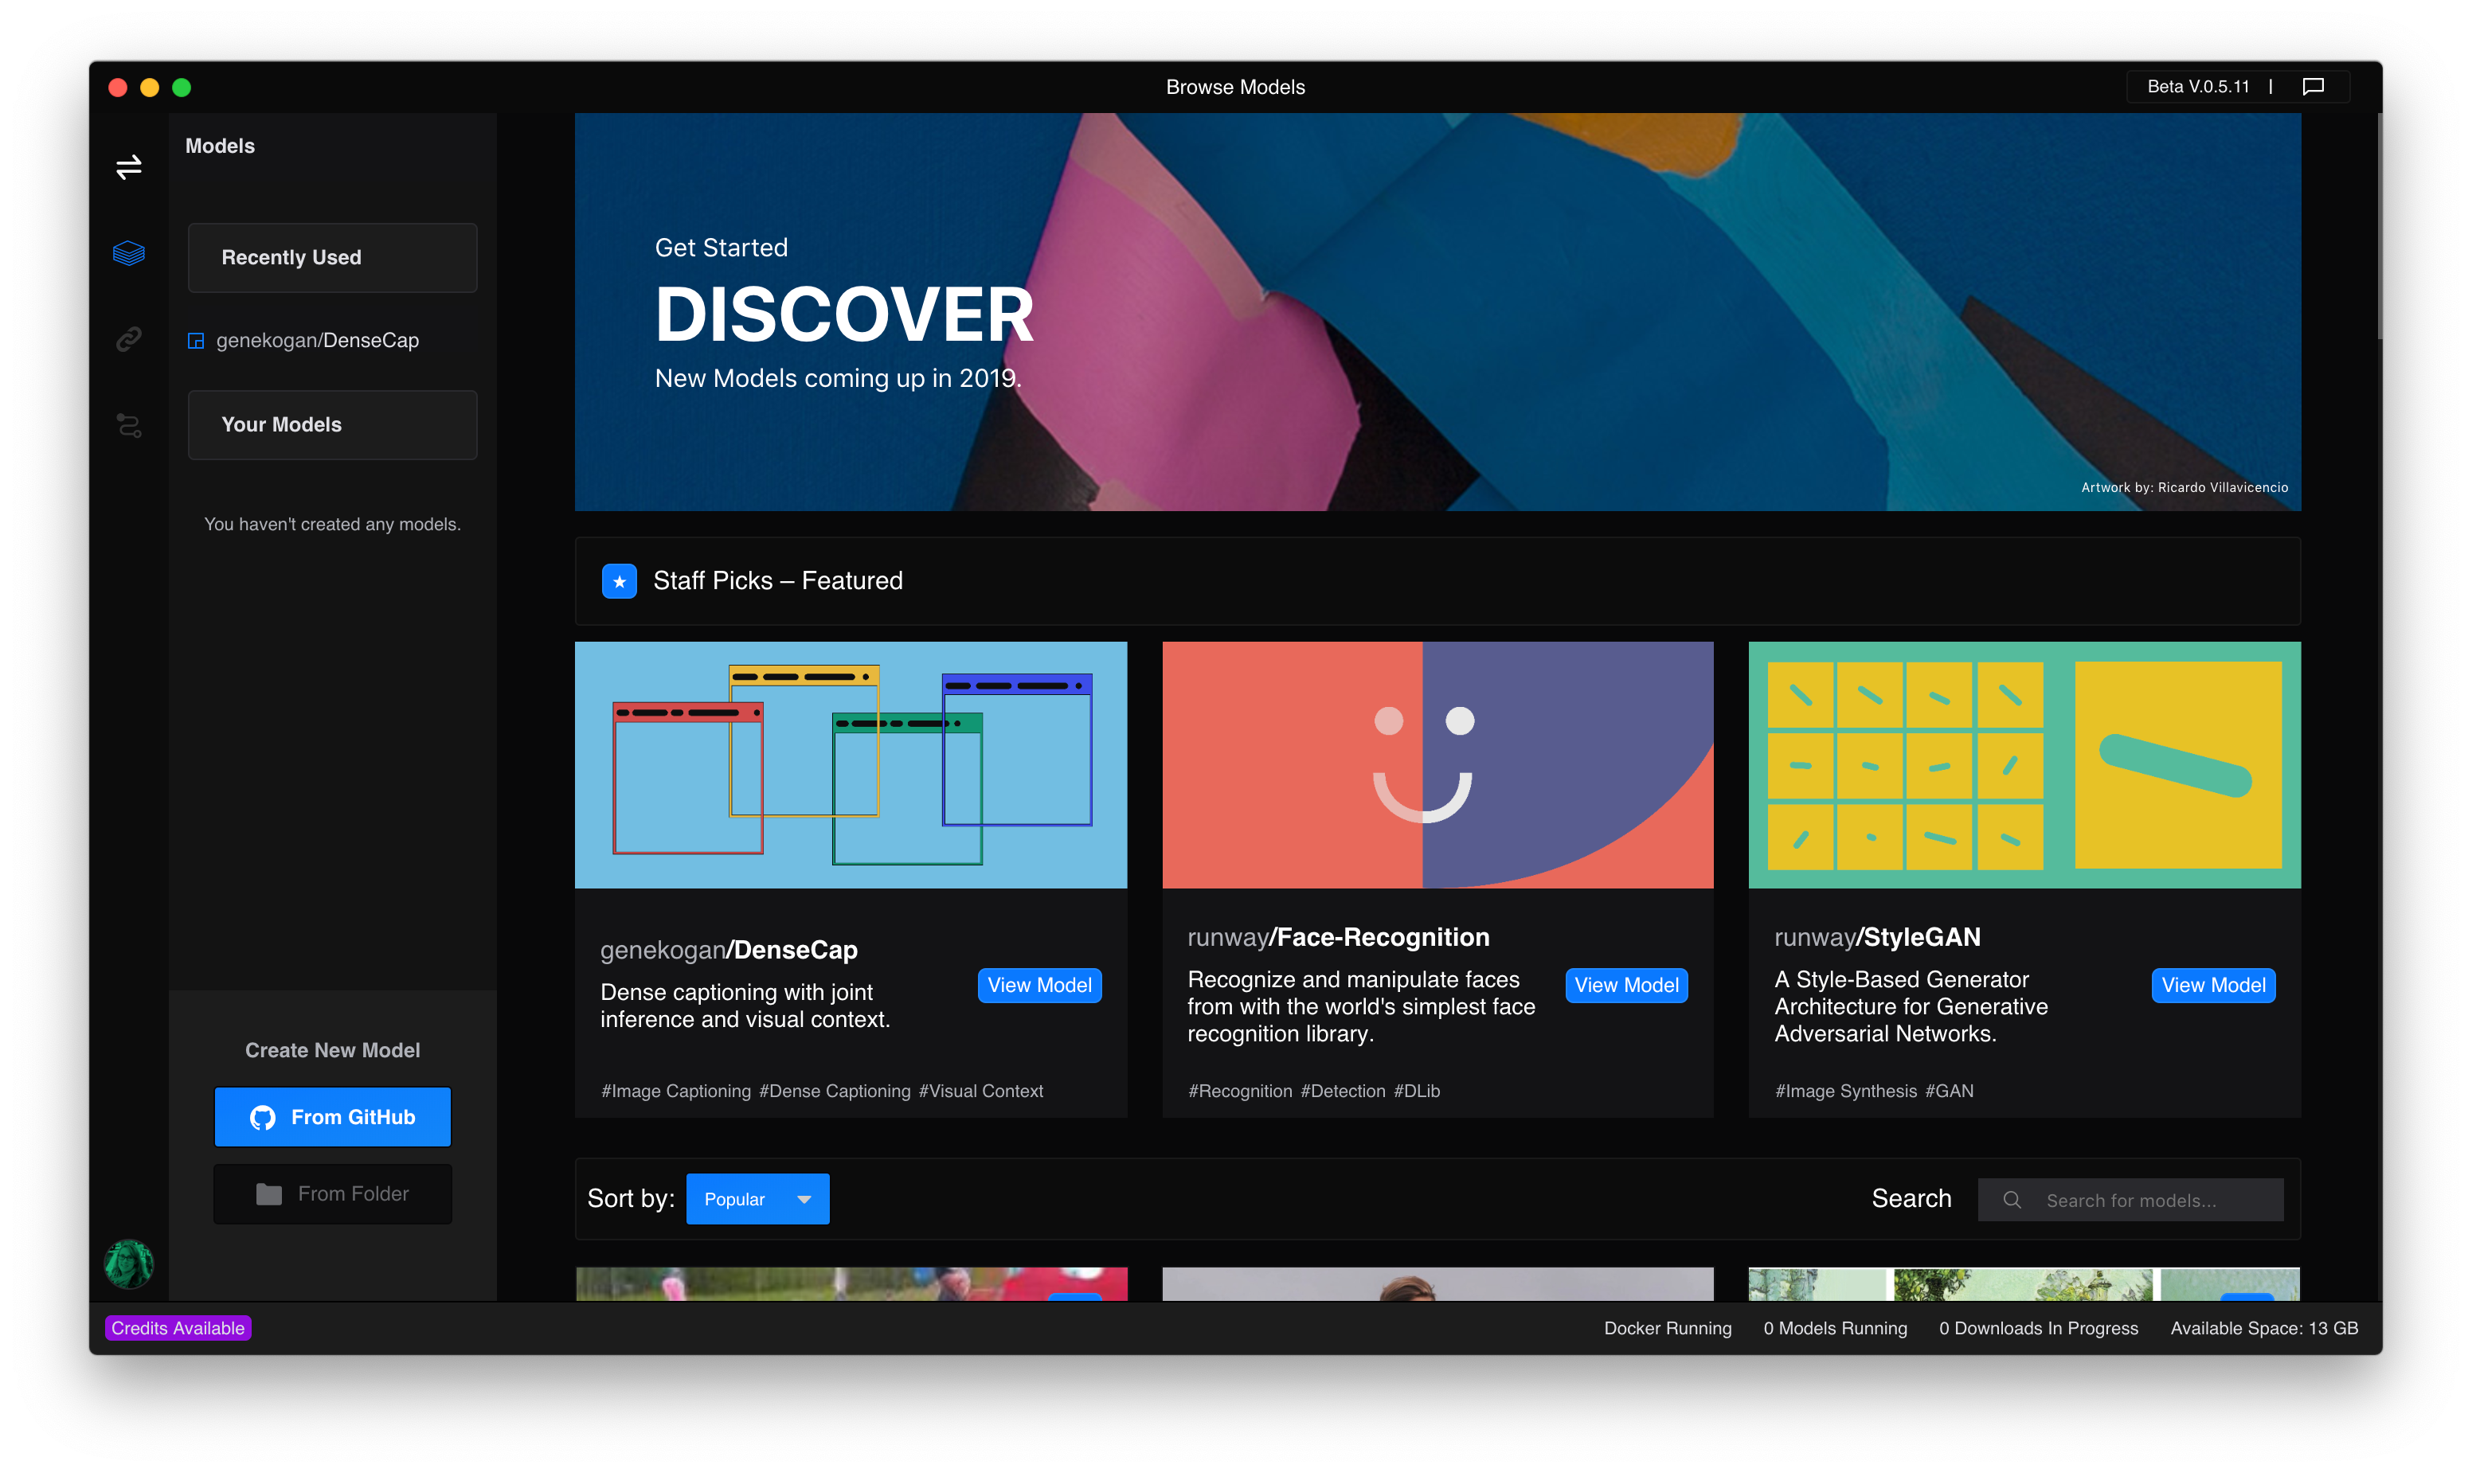 Browse Models
Beta V.0.5.11 |
Models
Recently Used
genekogan/DenseCap
Your Models
You haven't created any models.
Create New Model
From GitHub
From Folder
Get Started
DISCOVER
New Models coming up in 2019.
Artwork by: Ricardo Villavicencio
Staff Picks – Featured
genekogan/DenseCap
Dense captioning with joint
inference and visual context.
View Model
#Image Captioning #Dense Captioning #Visual Context
runway/Face-Recognition
Recognize and manipulate faces
from with the world's simplest face
recognition library.
View Model
#Recognition #Detection #DLib
runway/StyleGAN
A Style-Based Generator
Architecture for Generative
Adversarial Networks.
View Model
#Image Synthesis #GAN
Sort by:
Popular
Search
Search for models...
Credits Available
Docker Running
0 Models Running
0 Downloads In Progress
Available Space: 13 GB